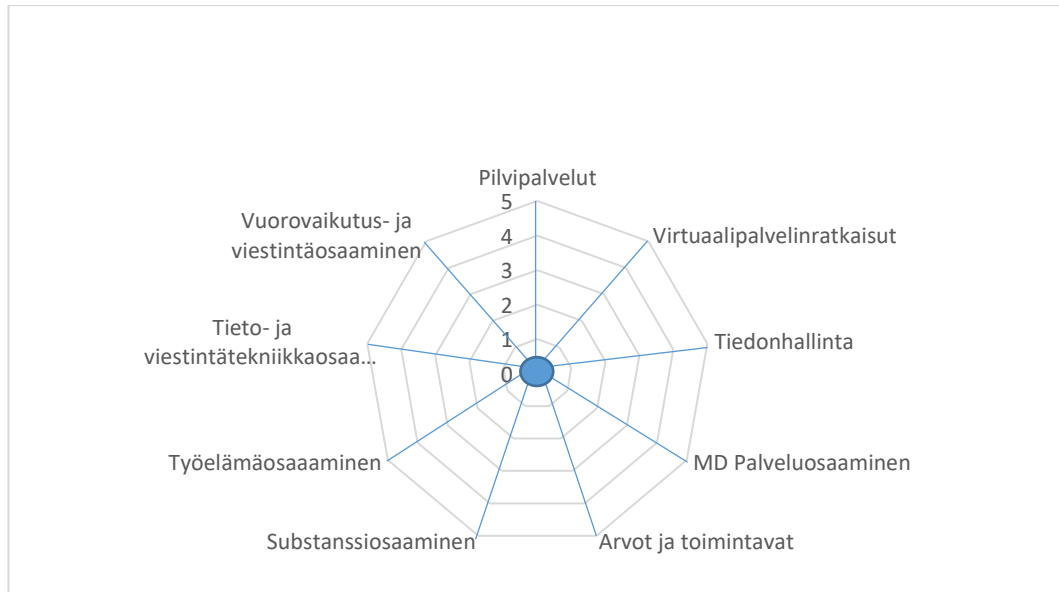 Pilvipalvelut
5
4
3
2
1
0
Virtuaalipalvelinratkaisut
Tiedonhallinta
MD Palveluosaaminen
Arvot ja toimintavat
Substanssiosaaminen
Työelämäosaaaminen
Tieto- ja
viestintätekniikkaosaa...
Vuorovaikutus- ja
viestintäosaaminen